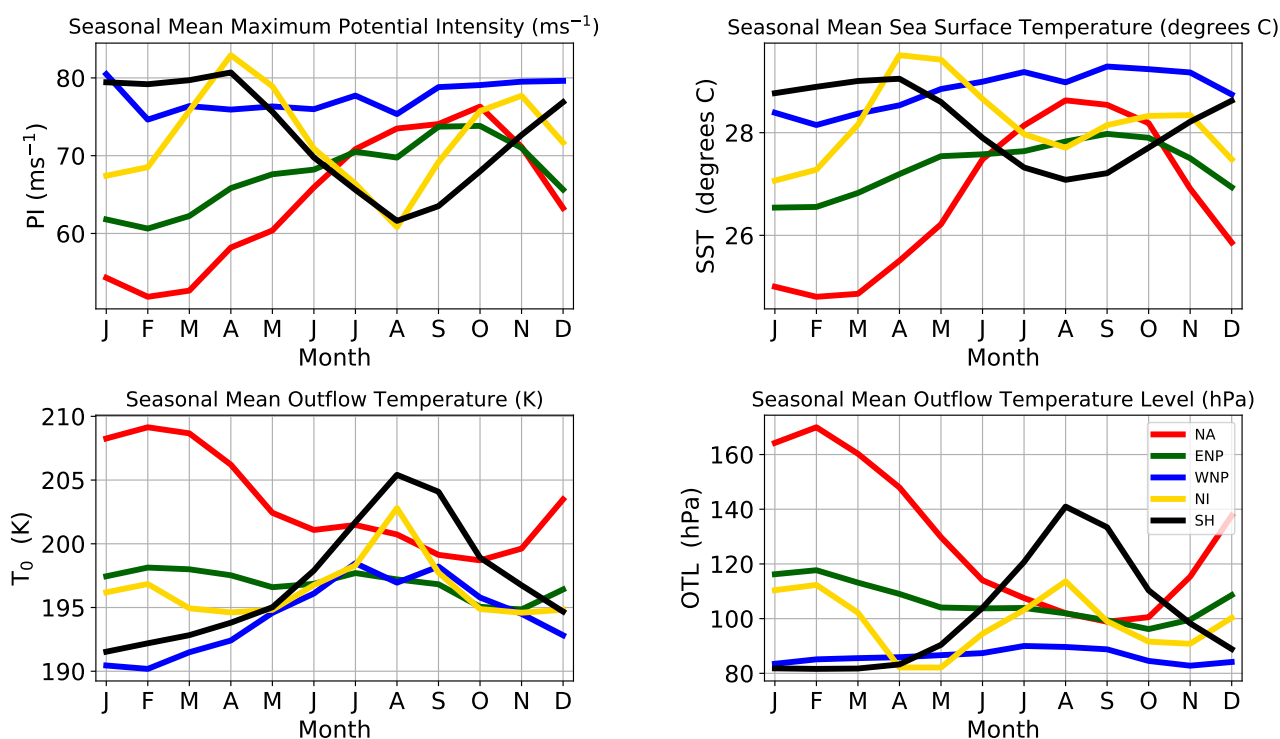 Seasonal Mean Maximum Potential Intensity (ms⁻¹)
80
70
60
PI (ms⁻¹)
J F M A M J J A S O N D
Month
Seasonal Mean Sea Surface Temperature (degrees C)
28
26
SST (degrees C)
J F M A M J J A S O N D
Month
Seasonal Mean Outflow Temperature (K)
210
205
200
195
190
T₀ (K)
J F M A M J J A S O N D
Month
Seasonal Mean Outflow Temperature Level (hPa)
160
140
120
100
80
OTL (hPa)
NA
ENP
WNP
NI
SH
J F M A M J J A S O N D
Month